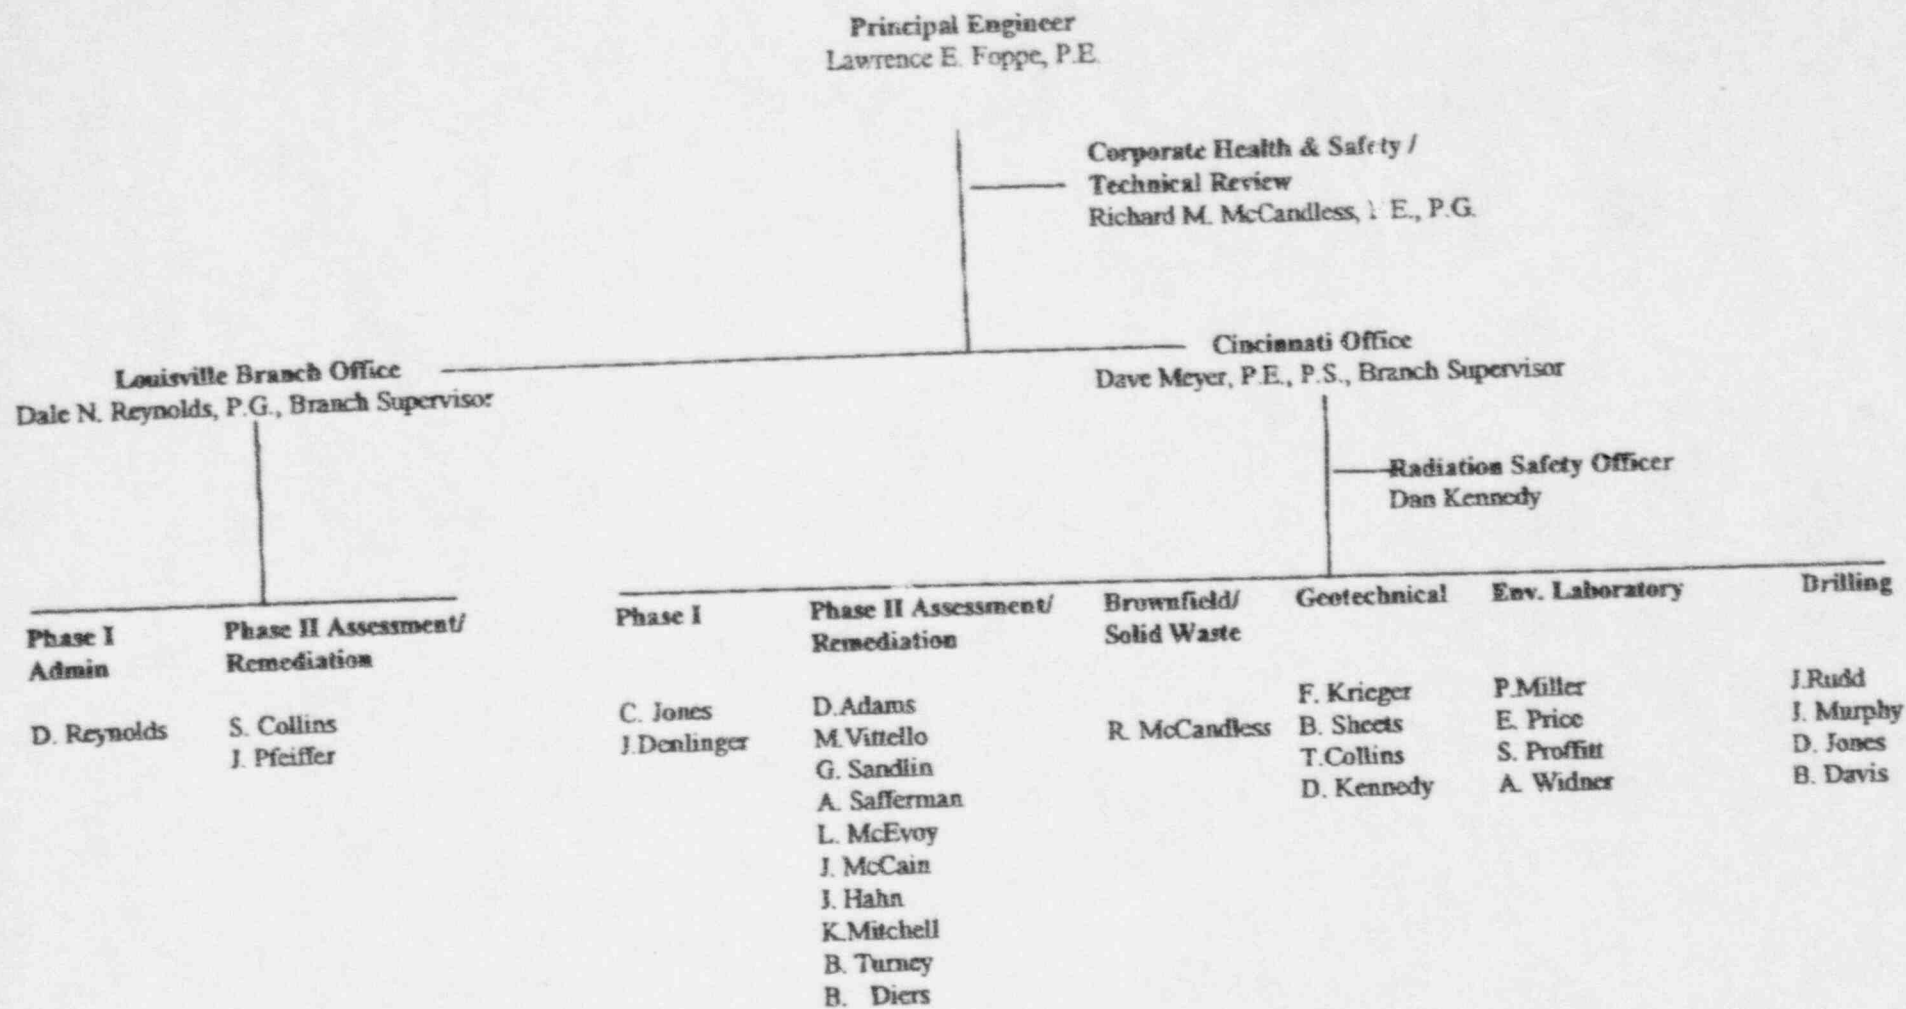 Principal Engineer
Lawrence E. Foppe, P.E.
Corporate Health & Safety /
Technical Review
Richard M. McCandless, E., P.G.
Louisville Branch Office
Dale N. Reynolds, P.G., Branch Supervisor
Cincinnati Office
Dave Meyer, P.E., P.S., Branch Supervisor
Radiation Safety Officer
Dan Kennedy
Phase I
Admin
D. Reynolds
Phase II Assessment/
Remediation
S. Collins
J. Pfeiffer
Phase I
C. Jones
J.Denlinger
Phase II Assessment/
Remediation
D.Adams
M.Vittello
G. Sandlin
A. Safferman
L. McEvoy
J. McCain
J. Hahn
K.Mitchell
B. Turney
B. Diers
Brownfield/
Solid Waste
R. McCandless
Geotechnical
F. Krieger
B. Sheets
T.Collins
D. Kennedy
Env. Laboratory
P.Miller
E. Price
S. Proffitt
A. Widner
Drilling
J.Rudd
J. Murphy
D. Jones
B. Davis